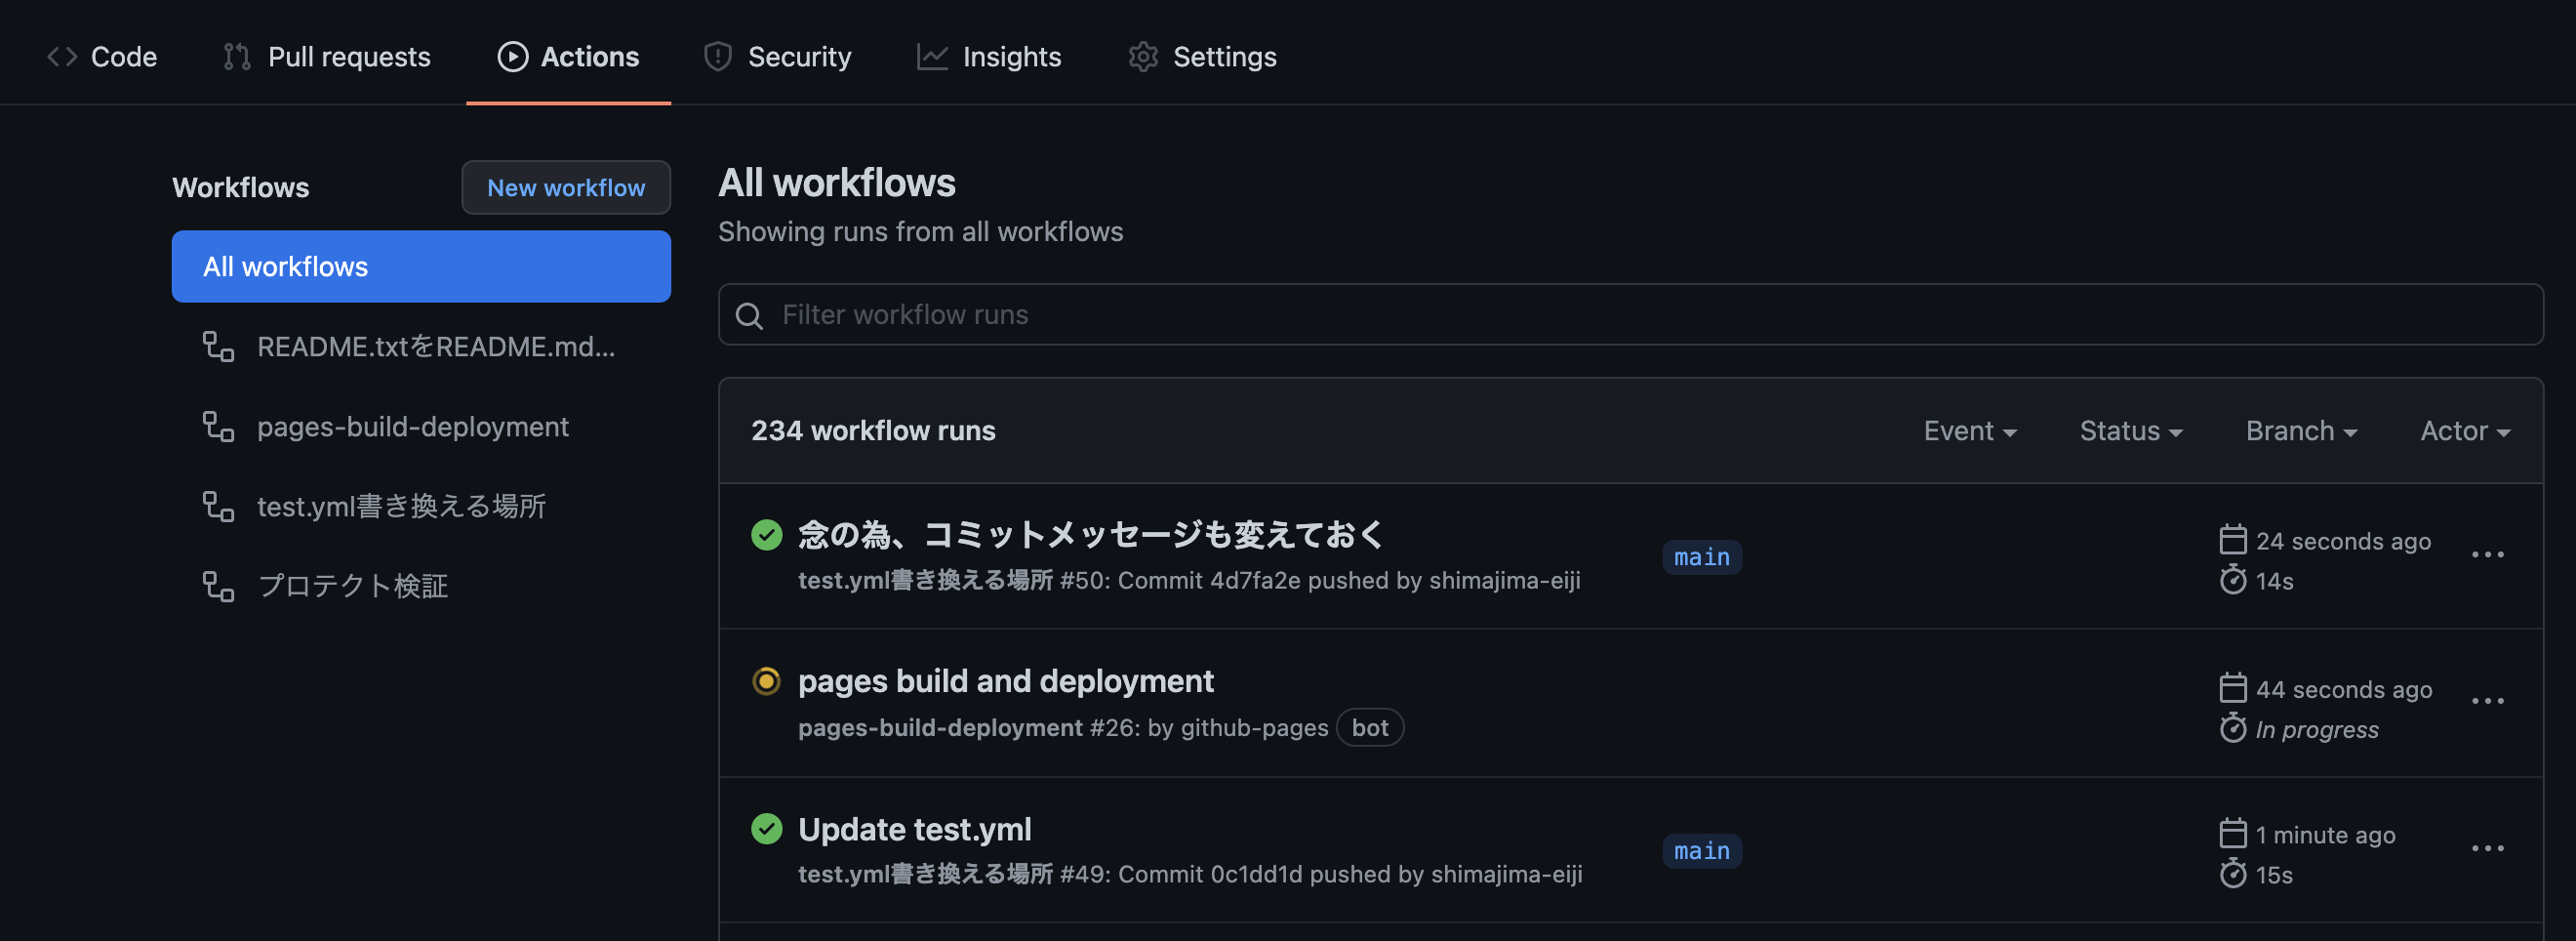 Code Pull requests Actions Security Insights Settings
Workflows
New workflow
All workflows
README.txtをREADME.md...
pages-build-deployment
test.yml書き換える場所
プロテクト検証
All workflows
Showing runs from all workflows
Filter workflow runs
234 workflow runs
Event Status Branch Actor
念の為、コミットメッセージも変えておく
test.yml書き換える場所 #50: Commit 4d7fa2e pushed by shimajima-eiji
main
24 seconds ago
14s
pages build and deployment
pages-build-deployment #26: by github-pages bot
44 seconds ago
In progress
Update test.yml
test.yml書き換える場所 #49: Commit 0c1dd1d pushed by shimajima-eiji
main
1 minute ago
15s